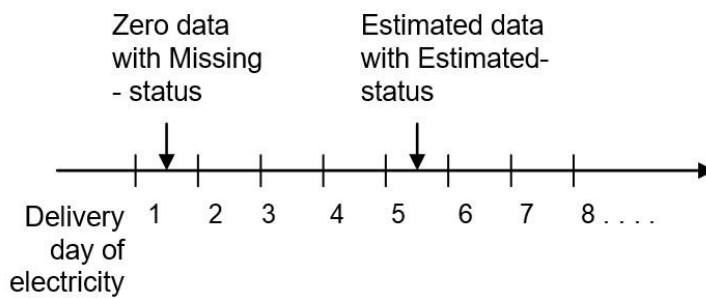 Zero data
with Missing
- status
Estimated data
with Estimated-
status
Delivery
day of
electricity
1 2 3 4 5 6 7 8 . . . .